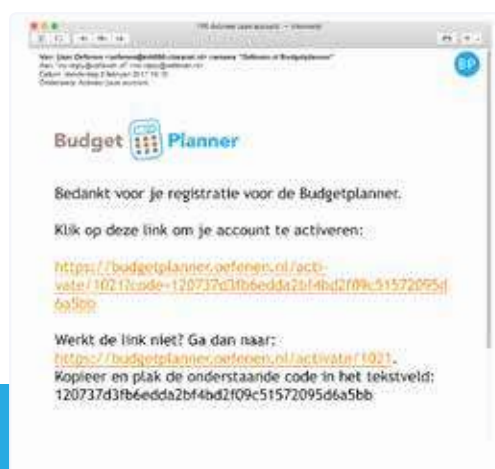 BP
Budget Planner
Bedankt voor je registratie voor de Budgetplanner.
Klik op deze link om je account te activeren:
https://budgetplanner.oefenen.nl/acti-
vate/1021?code=120737d3fb6edda2bf4bd2f09c51572095d
6a5bb
Werkt de link niet? Ga dan naar:
https://budgetplanner.oefenen.nl/activate/1021.
Kopieer en plak de onderstaande code in het tekstveld:
120737d3fb6edda2bf4bd2f09c51572095d6a5bb